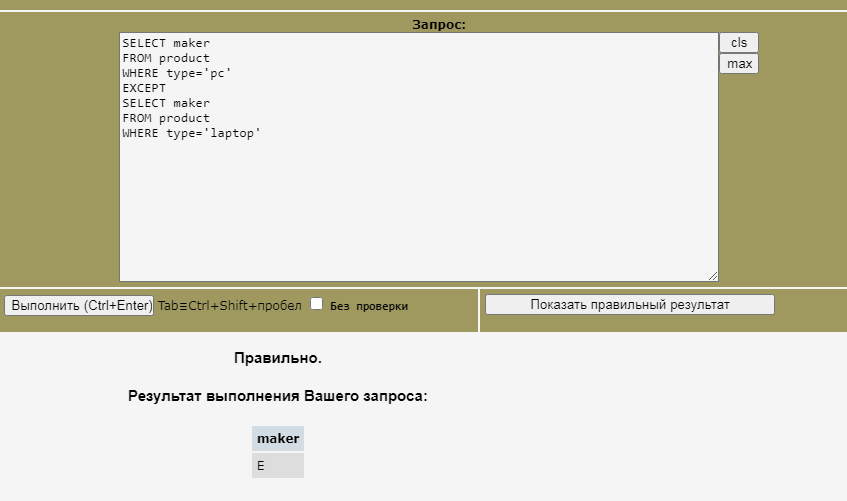 Запрос:
SELECT maker
FROM product
WHERE type='pc'
EXCEPT
SELECT maker
FROM product
WHERE type='laptop'
cls
max
Выполнить (Ctrl+Enter) Tab≡Ctrl+Shift+пробел Без проверки
Показать правильный результат
Правильно.
Результат выполнения Вашего запроса:
maker
E